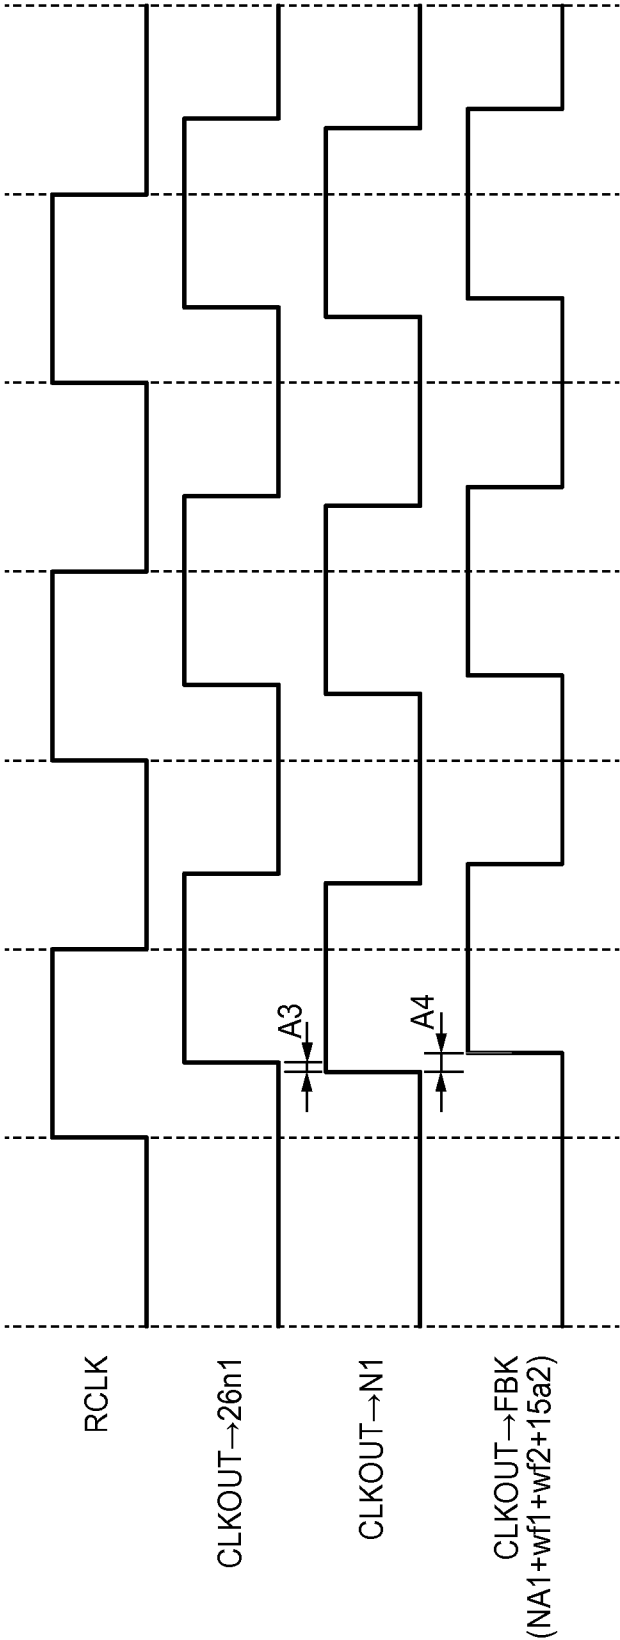 RCLK
CLKOUT→26n1
A3
CLKOUT→N1
A4
CLKOUT→FBK
(NA1+wf1+wf2+15a2)